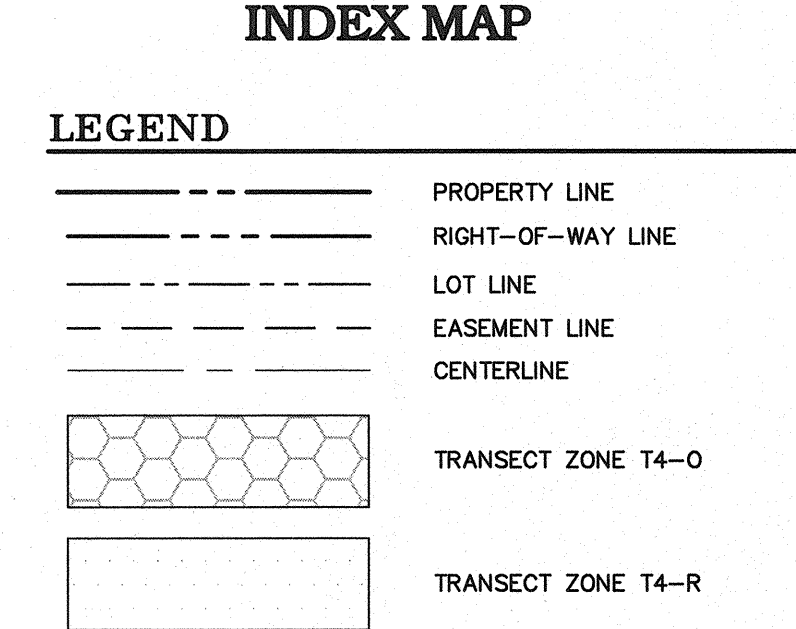 INDEX MAP
LEGEND
PROPERTY LINE
RIGHT-OF-WAY LINE
LOT LINE
EASEMENT LINE
CENTERLINE
TRANSECT ZONE T4-O
TRANSECT ZONE T4-R